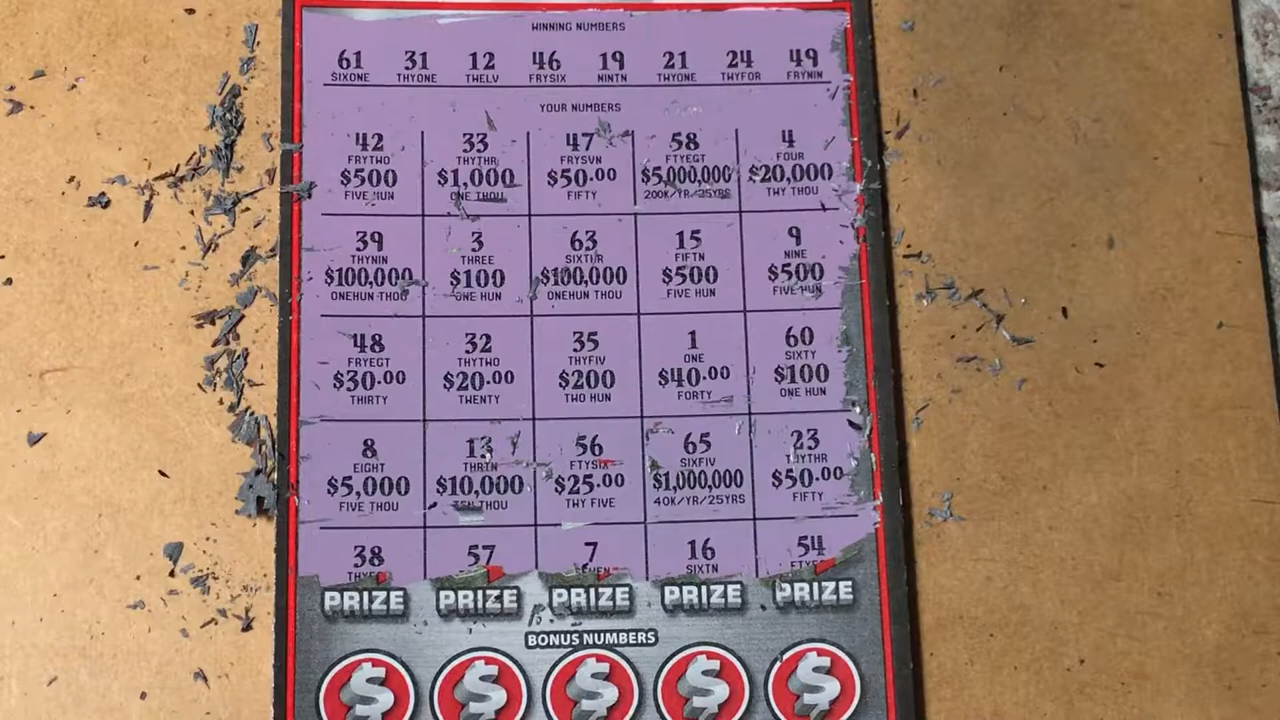 WINNING NUMBERS
61 31 12 46 19 21 24 49
SIXONE THYONE THELV FRYSIX NINTN THYONE THYFOR FRYNIN
YOUR NUMBERS
42 33 47 58 4
FRYTWO THYTHR FRYSVN FTYEGT FOUR
$500 $1,000 $50.00 $5,000,000 $20,000
FIVE HUN ONE THOU FIFTY 200K/YR/25YRS THY THOU
39 3 63 15 9
THYNIN THREE SIXTHR FIFTN NINE
$100,000 $100 $100,000 $500 $500
ONEHUN THOU ONE HUN ONEHUN THOU FIVE HUN FIVE HUN
48 32 35 1 60
FRYEGT THYTWO THYFIV ONE SIXTY
$30.00 $20.00 $200 $40.00 $100
THIRTY TWENTY TWO HUN FORTY ONE HUN
8 13 56 65 23
EIGHT THRTN FTYSIX SIXFIV THYTHR
$5,000 $10,000 $25.00 $1,000,000 $50.00
FIVE THOU TEN THOU THY FIVE 40K/YR/25YRS FIFTY
38 57 7 16 54
SIXTN
PRIZE PRIZE PRIZE PRIZE PRIZE
BONUS NUMBERS
$ $ $ $ $